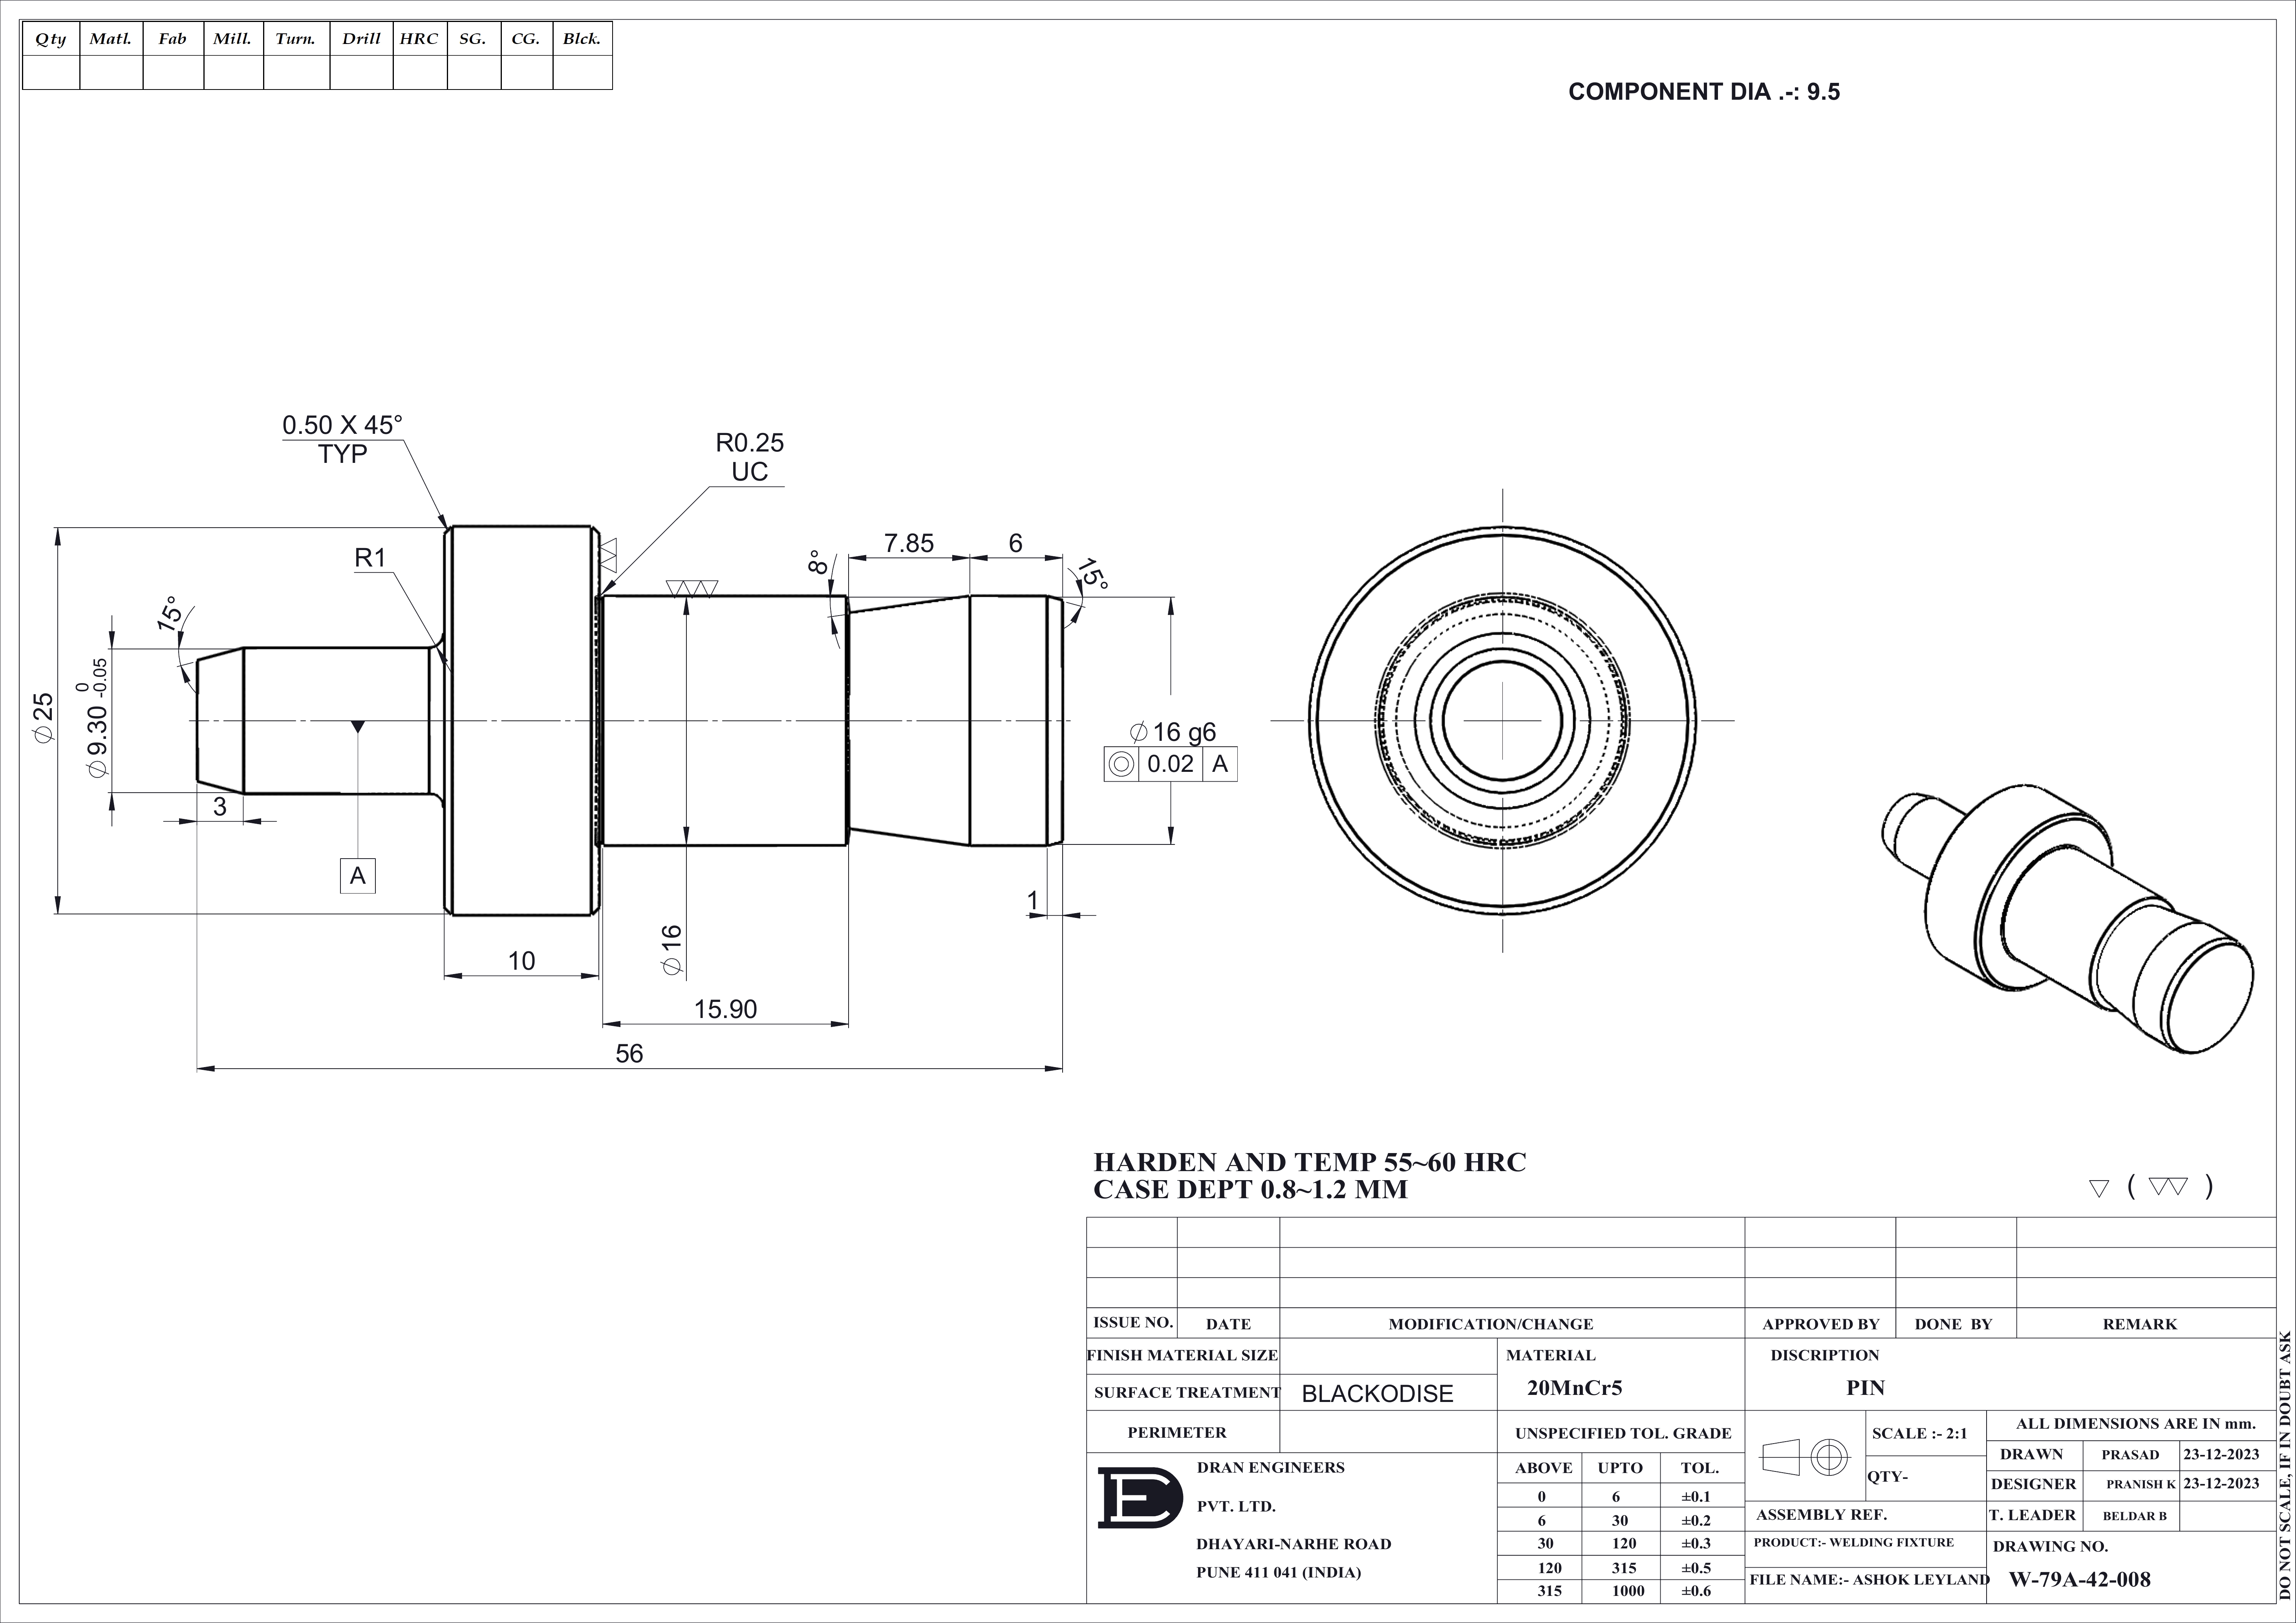 Qty Matl. Fab Mill. Turn. Drill HRC SG. CG. Blck.
COMPONENT DIA .-: 9.5
0.50 X 45°
TYP
R0.25
UC
R1
15°
8°
7.85
6
15°
⌀25
⌀9.30 0 -0.05
3
A
⌀16 g6
◎ 0.02 A
1
10
⌀16
15.90
56
HARDEN AND TEMP 55~60 HRC
CASE DEPT 0.8~1.2 MM
▽ ( ▽▽ )
ISSUE NO. DATE MODIFICATION/CHANGE APPROVED BY DONE BY REMARK
FINISH MATERIAL SIZE
SURFACE TREATMENT BLACKODISE
PERIMETER
MATERIAL
20MnCr5
DISCRIPTION
PIN
UNSPECIFIED TOL. GRADE
ABOVE UPTO TOL.
0 6 ±0.1
6 30 ±0.2
30 120 ±0.3
120 315 ±0.5
315 1000 ±0.6
DE
DRAN ENGINEERS
PVT. LTD.
DHAYARI-NARHE ROAD
PUNE 411 041 (INDIA)
SCALE :- 2:1
QTY-
ASSEMBLY REF.
PRODUCT:- WELDING FIXTURE
FILE NAME:- ASHOK LEYLAND
ALL DIMENSIONS ARE IN mm.
DRAWN PRASAD 23-12-2023
DESIGNER PRANISH K 23-12-2023
T. LEADER BELDAR B
DRAWING NO.
W-79A-42-008
DO NOT SCALE, IF IN DOUBT ASK